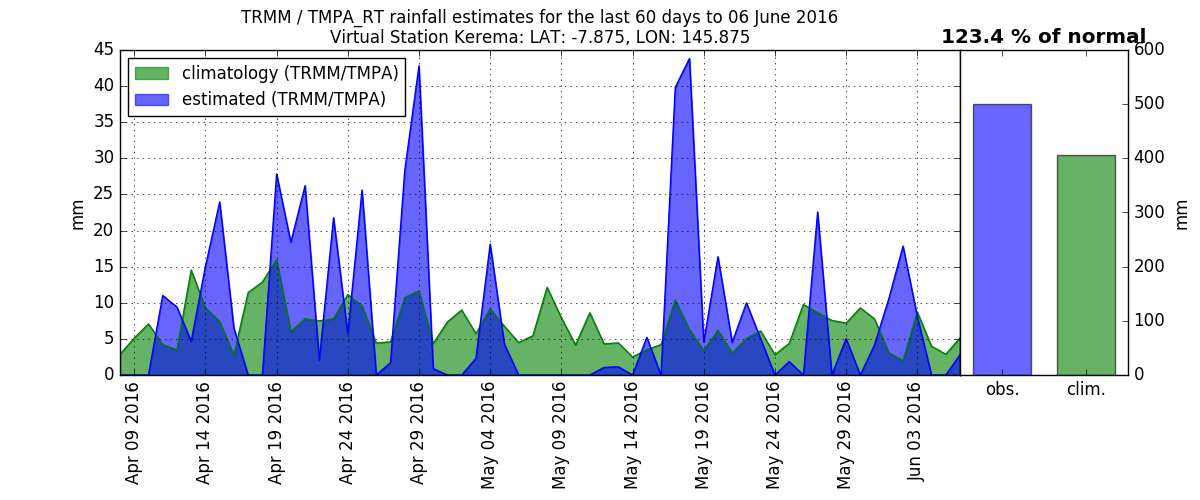 TRMM / TMPA_RT rainfall estimates for the last 60 days to 06 June 2016
Virtual Station Kerema: LAT: -7.875, LON: 145.875
123.4 % of normal
climatology (TRMM/TMPA)
estimated (TRMM/TMPA)
mm
45
40
35
30
25
20
15
10
5
0
Apr 09 2016
Apr 14 2016
Apr 19 2016
Apr 24 2016
Apr 29 2016
May 04 2016
May 09 2016
May 14 2016
May 19 2016
May 24 2016
May 29 2016
Jun 03 2016
obs.
clim.
600
500
400
300
200
100
0
mm